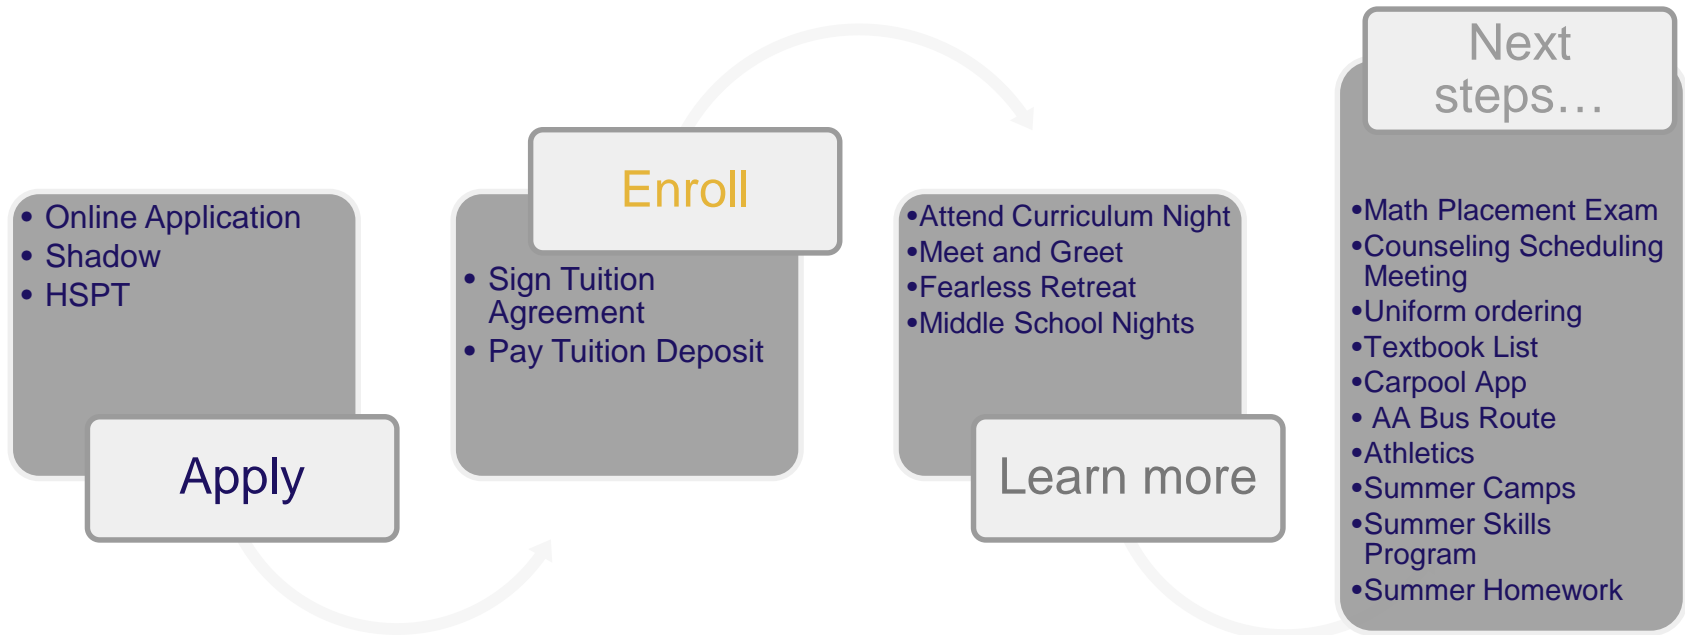 • Online Application
• Shadow
• HSPT
Apply
Enroll
• Sign Tuition
Agreement
• Pay Tuition Deposit
•Attend Curriculum Night
•Meet and Greet
•Fearless Retreat
•Middle School Nights
Learn more
Next
steps…
•Math Placement Exam
•Counseling Scheduling
Meeting
•Uniform ordering
•Textbook List
•Carpool App
• AA Bus Route
•Athletics
•Summer Camps
•Summer Skills
Program
•Summer Homework